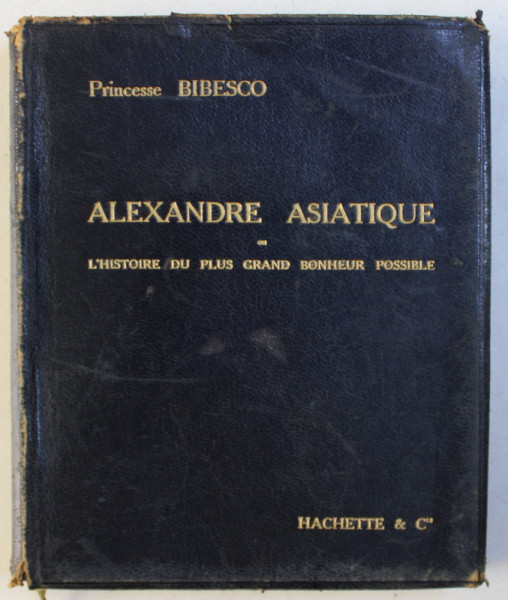 Princesse BIBESCO
ALEXANDRE ASIATIQUE
ou
L'HISTOIRE DU PLUS GRAND BONHEUR POSSIBLE
HACHETTE & Cie